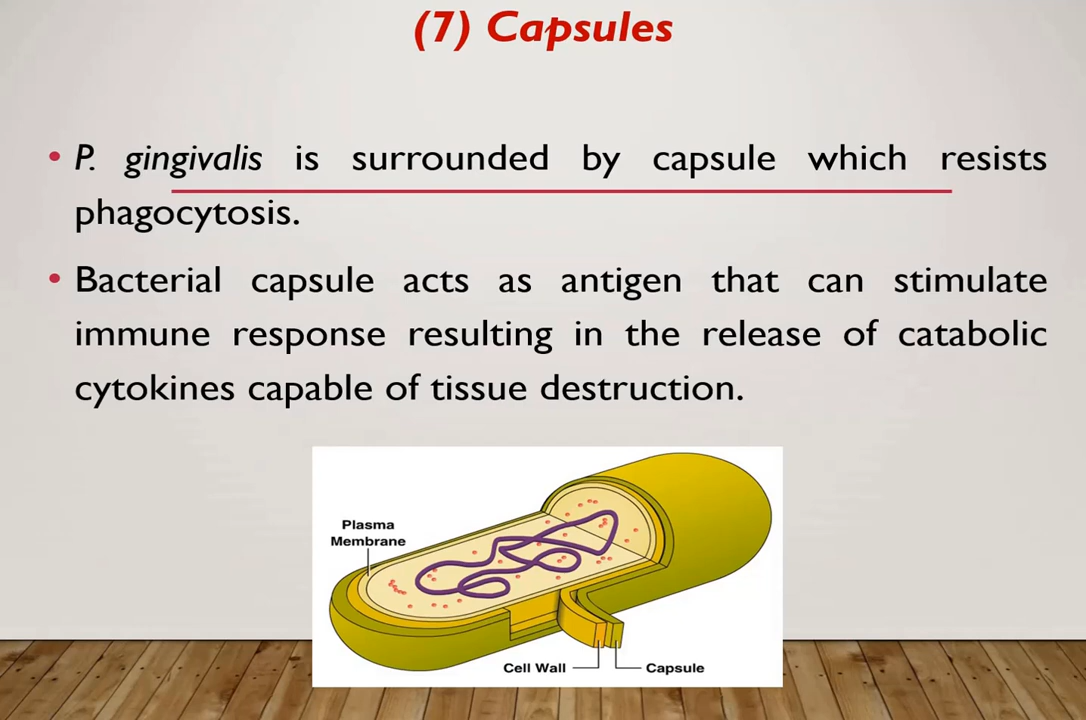 (7) Capsules
• P. gingivalis is surrounded by capsule which resists
phagocytosis.
• Bacterial capsule acts as antigen that can stimulate
immune response resulting in the release of catabolic
cytokines capable of tissue destruction.
Plasma
Membrane
Cell Wall
Capsule